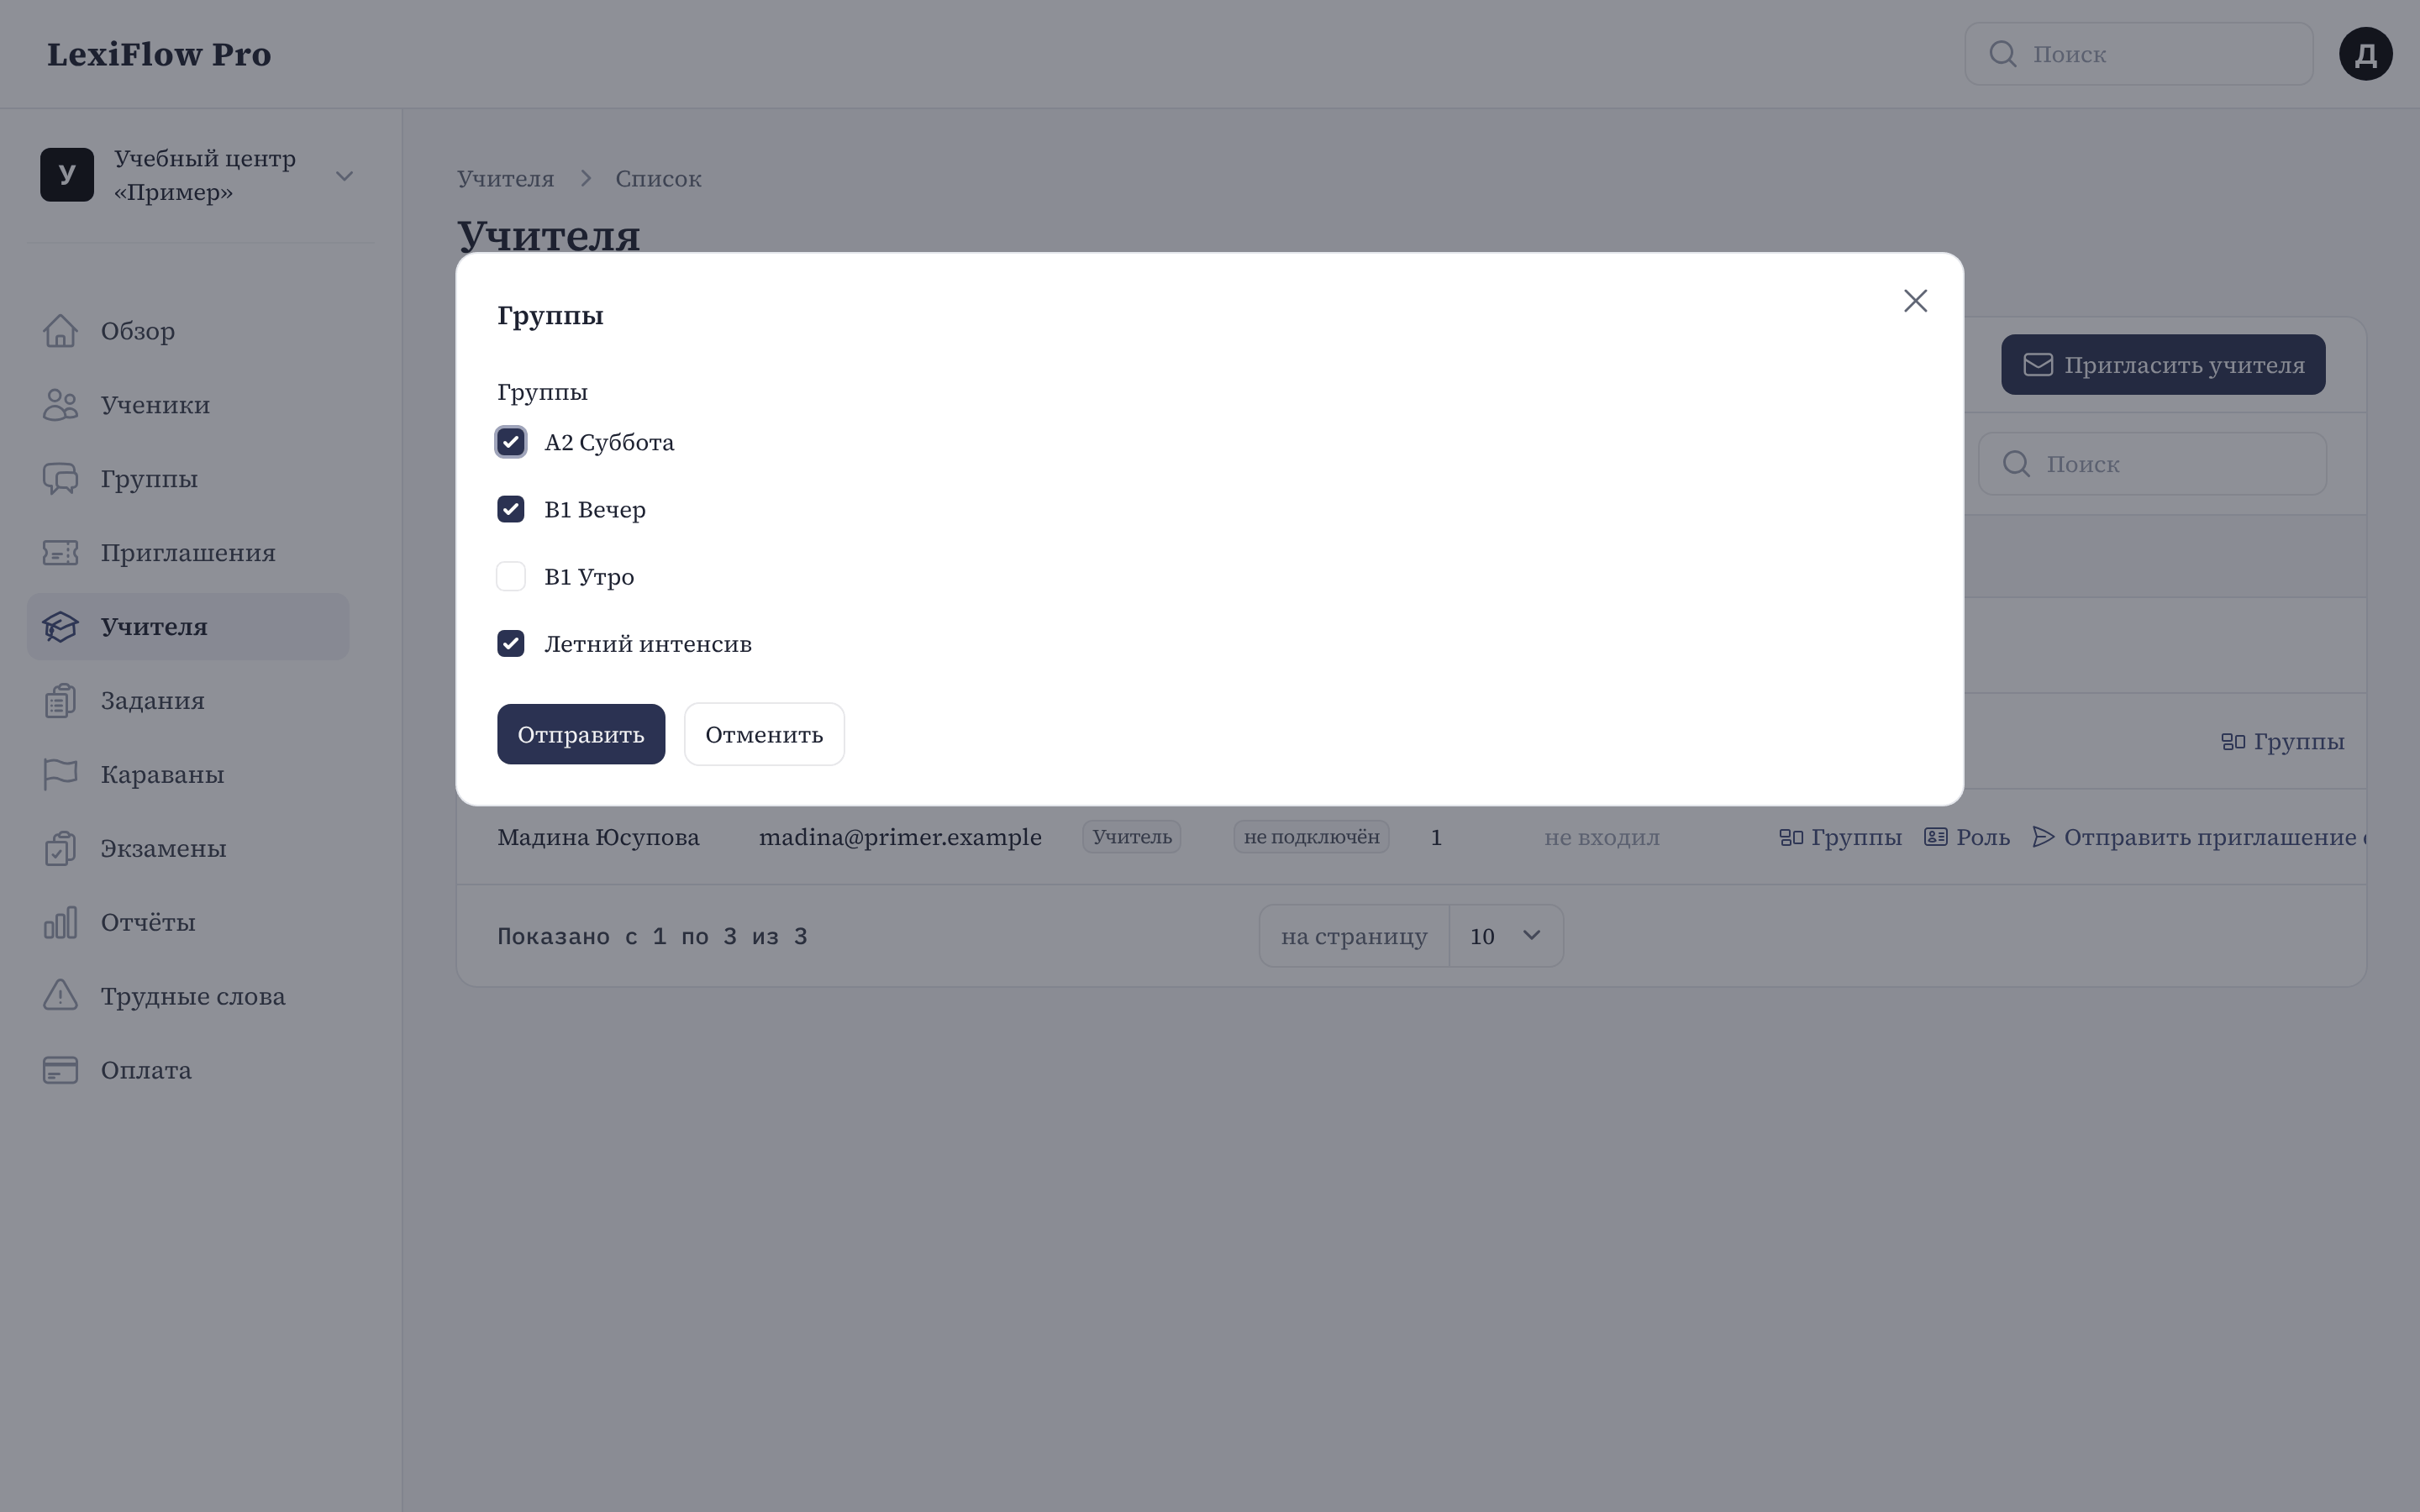 LexiFlow Pro
Поиск
Д
У
Учебный центр
«Пример»
Обзор
Ученики
Группы
Приглашения
Учителя
Задания
Караваны
Экзамены
Отчёты
Трудные слова
Оплата
Учителя
Список
Учителя
Группы
Группы
A2 Суббота
B1 Вечер
B1 Утро
Летний интенсив
Отправить
Отменить
Пригласить учителя
Поиск
Группы
Мадина Юсупова
madina@primer.example
Учитель
не подключён
1
не входил
Группы
Роль
Отправить приглашение
Показано с 1 по 3 из 3
на страницу
10